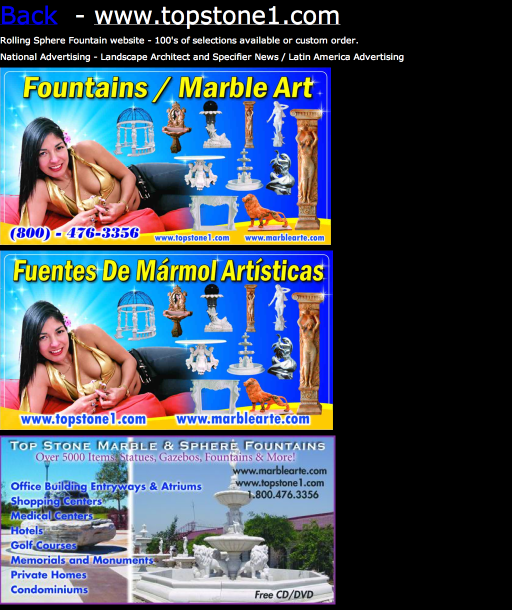 Back - www.topstone1.com
Rolling Sphere Fountain website - 100's of selections available or custom order.
National Advertising - Landscape Architect and Specifier News / Latin America Advertising
Fountains / Marble Art
(800) - 476-3356
www.topstone1.com www.marblearte.com
Fuentes De Mármol Artísticas
www.topstone1.com www.marblearte.com
Top Stone Marble & Sphere Fountains
Over 5000 Items, Statues, Gazebos, Fountains & More!
www.marblearte.com
www.topstone1.com
1.800.476.3356
Office Building Entryways & Atriums
Shopping Centers
Medical Centers
Hotels
Golf Courses
Memorials and Monuments
Private Homes
Condominiums
Free CD/DVD